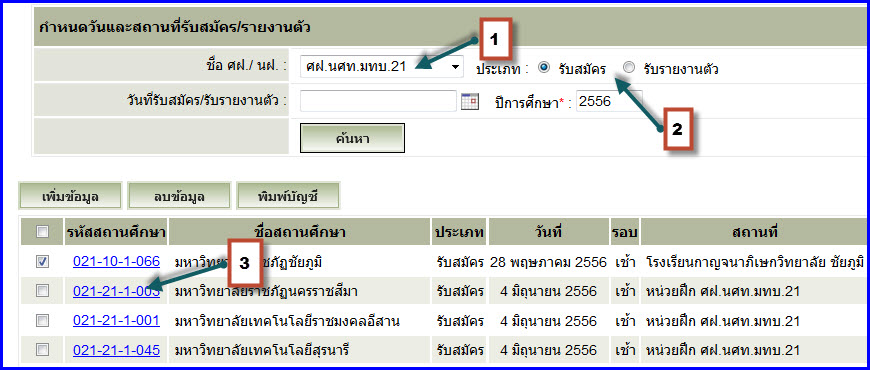 กำหนดวันและสถานที่รับสมัคร/รายงานตัว
1
ชื่อ ศฝ./ นฝ. : ศฝ.นศท.มทบ.21 ประเภท : รับสมัคร รับรายงานตัว
วันที่รับสมัคร/รับรายงานตัว : ปีการศึกษา* : 2556
2
ค้นหา
เพิ่มข้อมูล ลบข้อมูล พิมพ์บัญชี
รหัสสถานศึกษา ชื่อสถานศึกษา ประเภท วันที่ รอบ สถานที่
021-10-1-066 รับสมัคร 28 พฤษภาคม 2556 เช้า โรงเรียนกาญจนาภิเษกวิทยาลัย ชัยภูมิ
3
021-21-1-003 มหาวิทยาลัยราชภัฏนครราชสีมา รับสมัคร 4 มิถุนายน 2556 เช้า หน่วยฝึก ศฝ.นศท.มทบ.21
021-21-1-001 มหาวิทยาลัยเทคโนโลยีราชมงคลอีสาน รับสมัคร 4 มิถุนายน 2556 เช้า หน่วยฝึก ศฝ.นศท.มทบ.21
021-21-1-045 มหาวิทยาลัยเทคโนโลยีสุรนารี รับสมัคร 4 มิถุนายน 2556 เช้า หน่วยฝึก ศฝ.นศท.มทบ.21